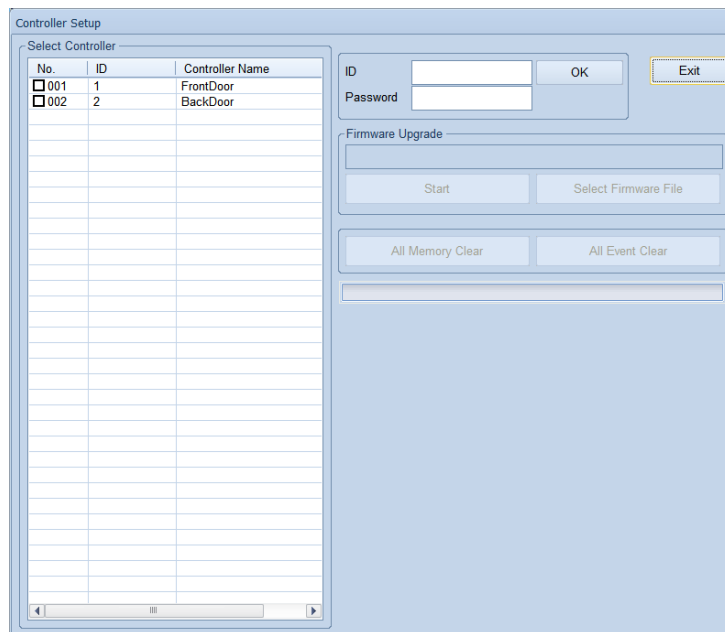 Controller Setup
Select Controller
No. ID Controller Name
001 1 FrontDoor
002 2 BackDoor
ID
OK
Exit
Password
Firmware Upgrade
Start
Select Firmware File
All Memory Clear
All Event Clear